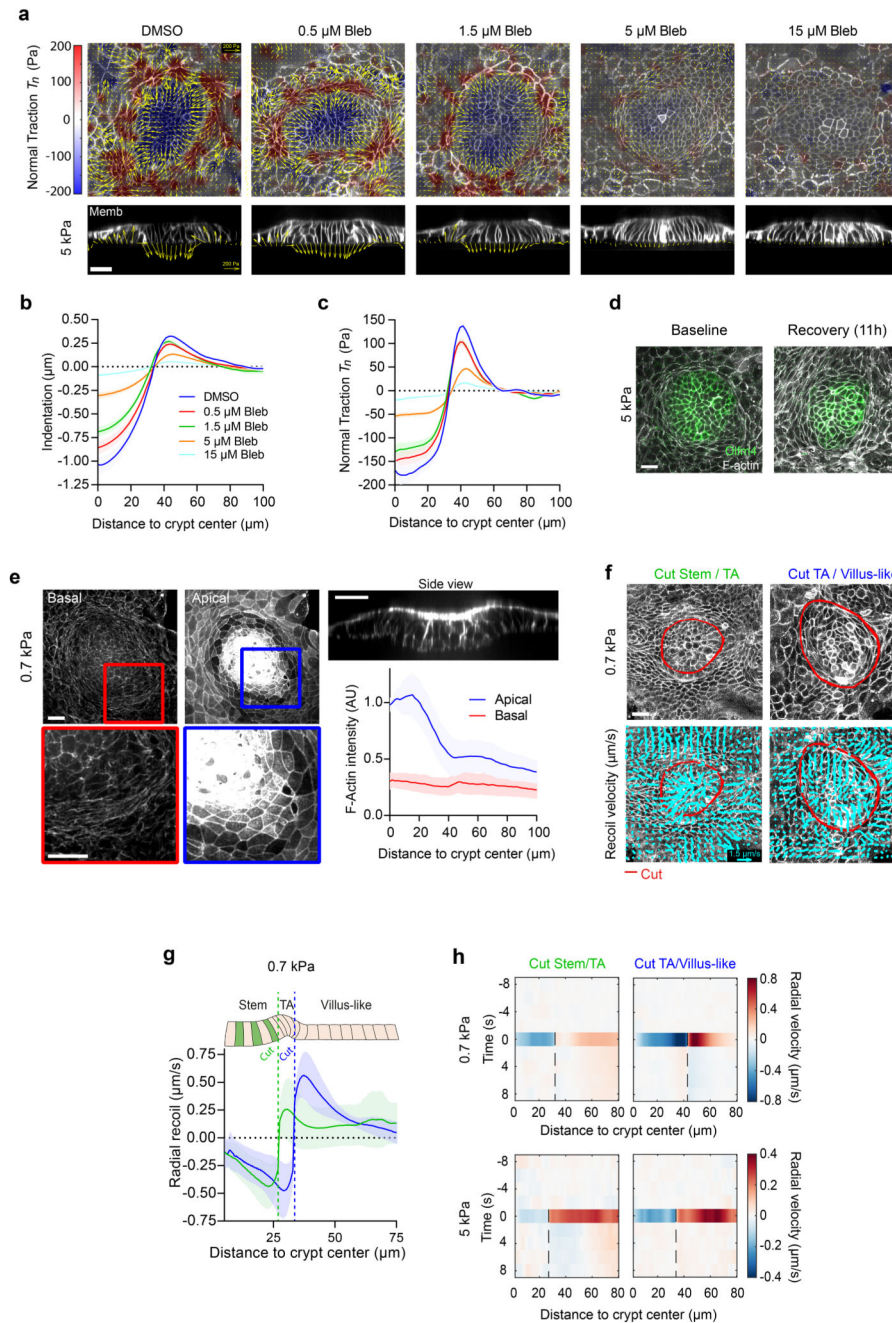 a
DMSO
0.5 µM Bleb
1.5 µM Bleb
5 µM Bleb
15 µM Bleb
Normal Traction Tn (Pa)
200
100
0
-100
-200
200 Pa
5 kPa
Memb
200 Pa
b
Indentation (µm)
0.50
0.25
0.00
-0.25
-0.50
-0.75
-1.00
-1.25
DMSO
0.5 µM Bleb
1.5 µM Bleb
5 µM Bleb
15 µM Bleb
0 20 40 60 80 100
Distance to crypt center (µm)
c
Normal Traction Tn (Pa)
150
100
50
0
-50
-100
-150
-200
0 20 40 60 80 100
Distance to crypt center (µm)
d
Baseline
Recovery (11h)
5 kPa
Olfm4
F-actin
e
0.7 kPa
Basal
Apical
Side view
F-Actin intensity (AU)
1.0
0.5
0.0
Apical
Basal
0 20 40 60 80 100
Distance to crypt center (µm)
f
Cut Stem / TA
Cut TA / Villus-like
0.7 kPa
Recoil velocity (µm/s)
1.5 µm/s
Cut
g
0.7 kPa
Stem TA Villus-like
Cut
Cut
Radial recoil (µm/s)
0.75
0.50
0.25
0.00
-0.25
-0.50
-0.75
25 50 75
Distance to crypt center (µm)
h
Cut Stem/TA
Cut TA/Villus-like
0.7 kPa
Time (s)
-8
-4
0
4
8
0 20 40 60 80
0 20 40 60 80
Distance to crypt center (µm)
0.8
0.4
0
-0.4
-0.8
Radial velocity (µm/s)
5 kPa
Time (s)
-8
-4
0
4
8
0 20 40 60 80
0 20 40 60 80
Distance to crypt center (µm)
0.4
0.2
0
-0.2
-0.4
Radial velocity (µm/s)